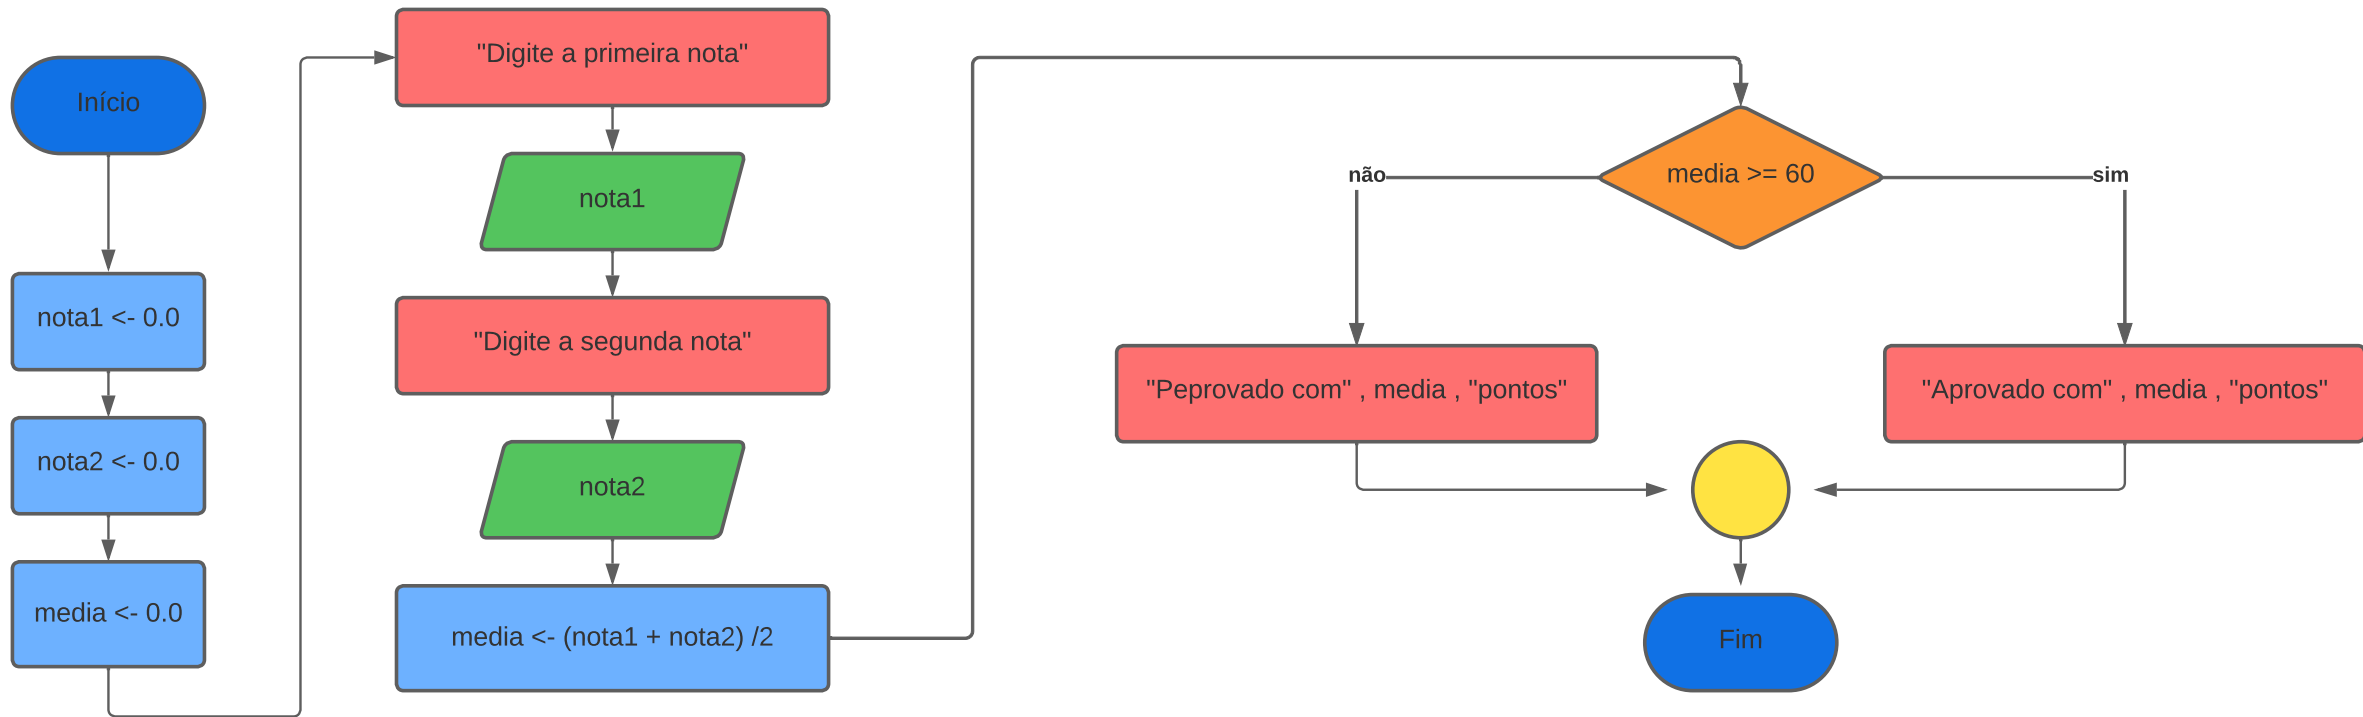 Início
nota1 <- 0.0
nota2 <- 0.0
media <- 0.0
"Digite a primeira nota"
nota1
"Digite a segunda nota"
nota2
media <- (nota1 + nota2) /2
media >= 60
não
sim
"Peprovado com" , media , "pontos"
"Aprovado com" , media , "pontos"
Fim